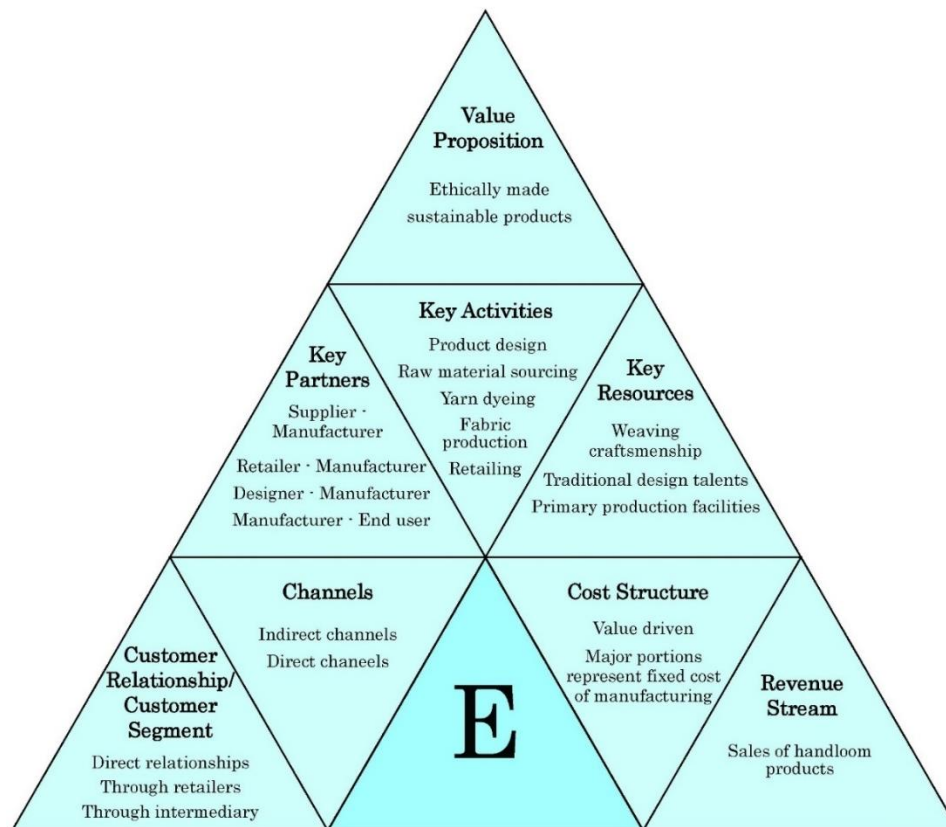 Value
Proposition
Ethically made
sustainable products
Key Activities
Product design
Raw material sourcing
Yarn dyeing
Fabric
production
Retailing
Key
Partners
Supplier - 
Manufacturer
Retailer - Manufacturer
Designer - Manufacturer
Manufacturer - End user
Key
Resources
Weaving
craftsmenship
Traditional design talents
Primary production facilities
Customer
Relationship/
Customer
Segment
Direct relationships
Through retailers
Through intermediary
Channels
Indirect channels
Direct chaneels
E
Cost Structure
Value driven
Major portions
represent fixed cost
of manufacturing
Revenue
Stream
Sales of handloom
products